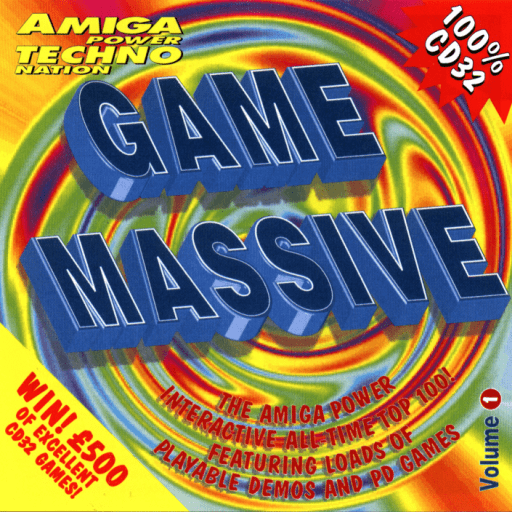 AMIGA
POWER
TECHNO
NATION
100%
CD32
GAME
MASSIVE
WIN! £500
OF EXCELLENT
CD32 GAMES!
THE AMIGA POWER
INTERACTIVE ALL-TIME TOP 100!
FEATURING LOADS OF
PLAYABLE DEMOS AND PD GAMES
Volume 1